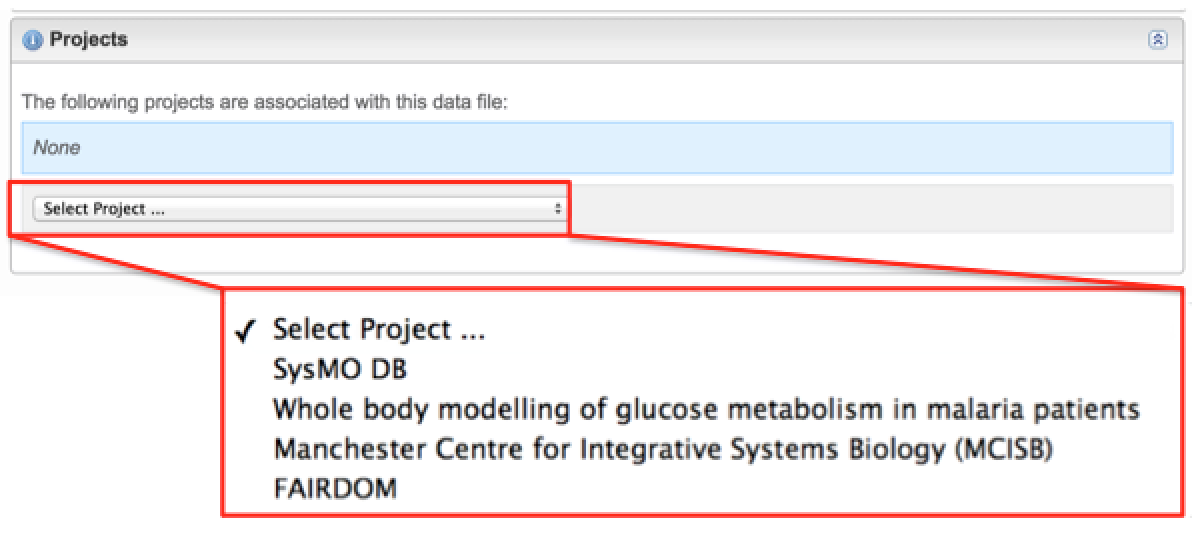 Projects
The following projects are associated with this data file:
None
Select Project ...
✓ Select Project ...
SysMO DB
Whole body modelling of glucose metabolism in malaria patients
Manchester Centre for Integrative Systems Biology (MCISB)
FAIRDOM